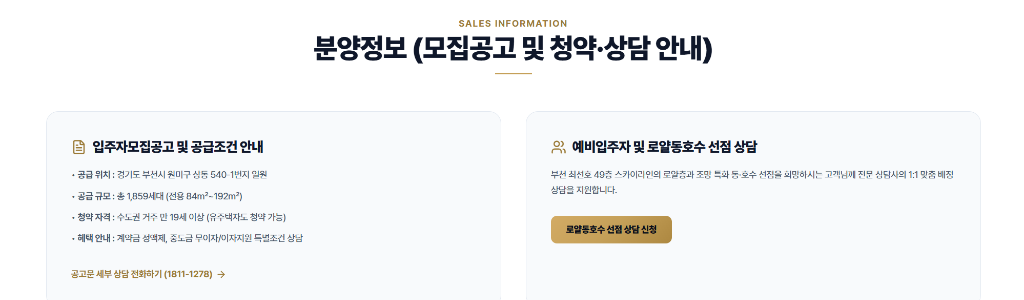 SALES INFORMATION
분양정보 (모집공고 및 청약·상담 안내)
입주자모집공고 및 공급조건 안내
• 공급 위치 : 경기도 부천시 원미구 상동 540-1번지 일원
• 공급 규모 : 총 1,859세대 (전용 84m²~192m²)
• 청약 자격 : 수도권 거주 만 19세 이상 (유주택자도 청약 가능)
• 혜택 안내 : 계약금 정액제, 중도금 무이자/이자지원 특별조건 상담
공고문 세부 상담 전화하기 (1811-1278) →
예비입주자 및 로얄동호수 선점 상담
부천 최선호 49층 스카이라인의 로얄층과 조망 특화 동·호수 선점을 희망하시는 고객님께 전문 상담사의 1:1 맞춤 배정
상담을 지원합니다.
로얄동호수 선점 상담 신청